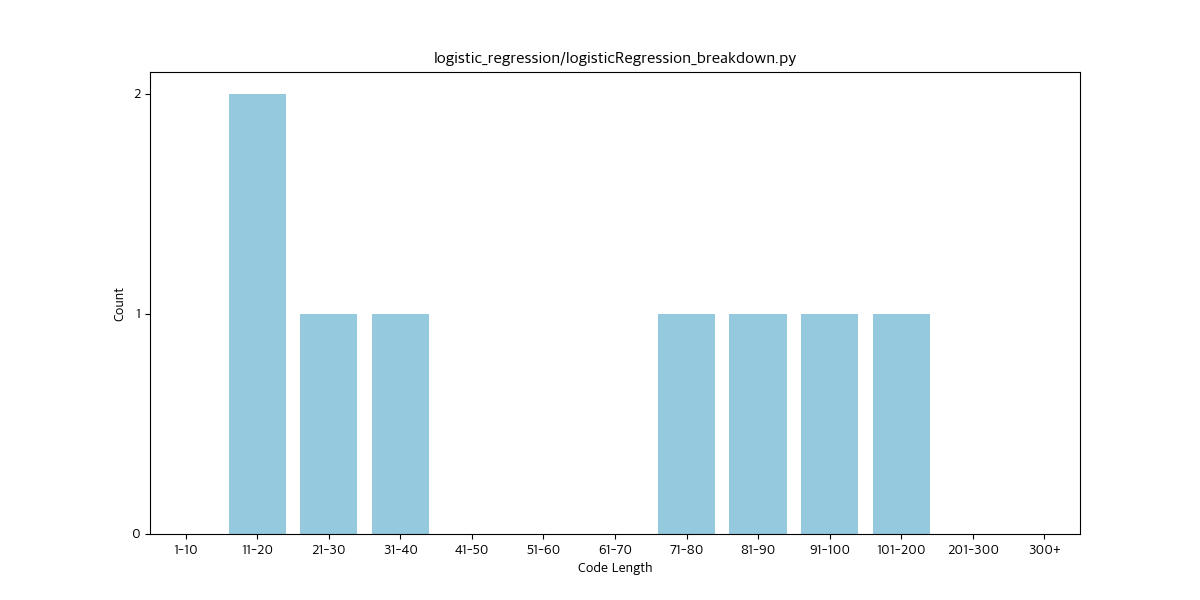 logistic_regression/logisticRegression_breakdown.py
2
1
0
Count
1-10 11-20 21-30 31-40 41-50 51-60 61-70 71-80 81-90 91-100 101-200 201-300 300+
Code Length